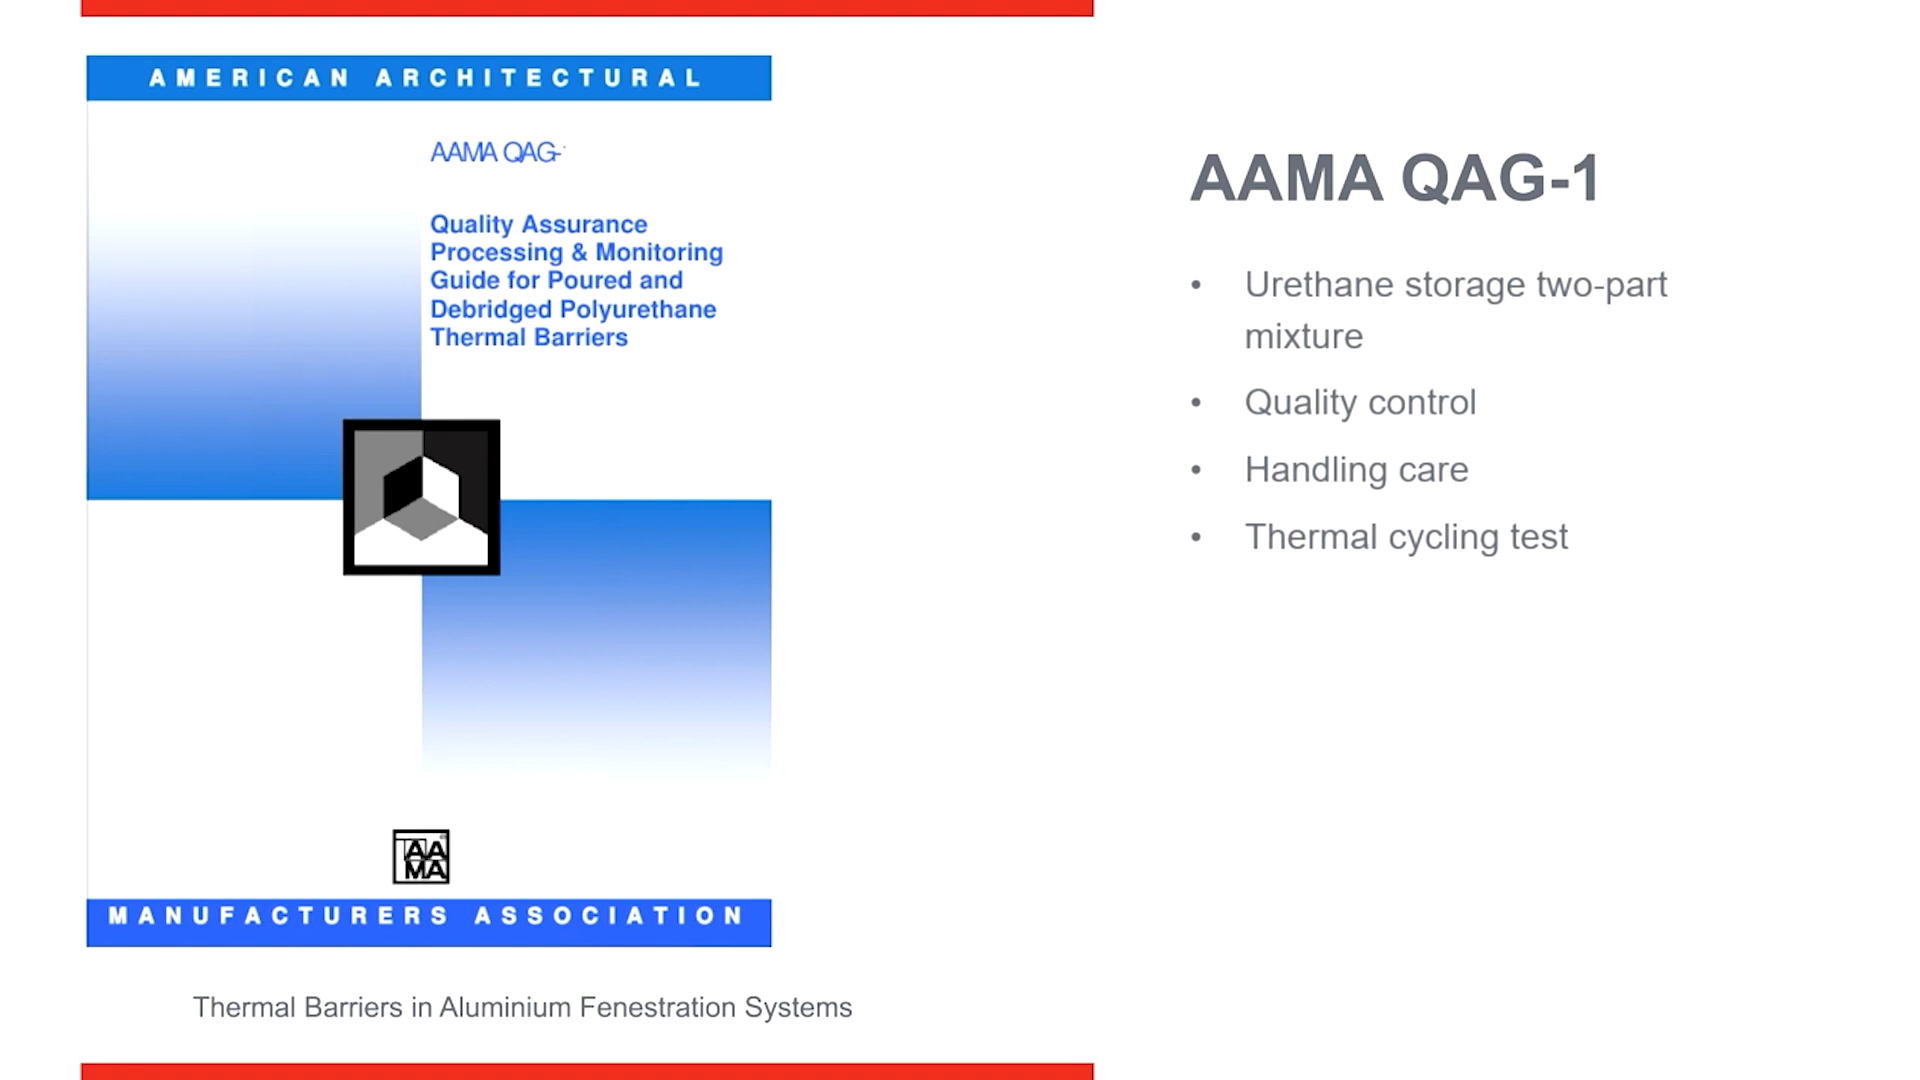 AMERICAN ARCHITECTURAL
AAMA QAG-
Quality Assurance
Processing & Monitoring
Guide for Poured and
Debridged Polyurethane
Thermal Barriers
AAMA
MANUFACTURERS ASSOCIATION
Thermal Barriers in Aluminium Fenestration Systems
AAMA QAG-1
• Urethane storage two-part
mixture
• Quality control
• Handling care
• Thermal cycling test